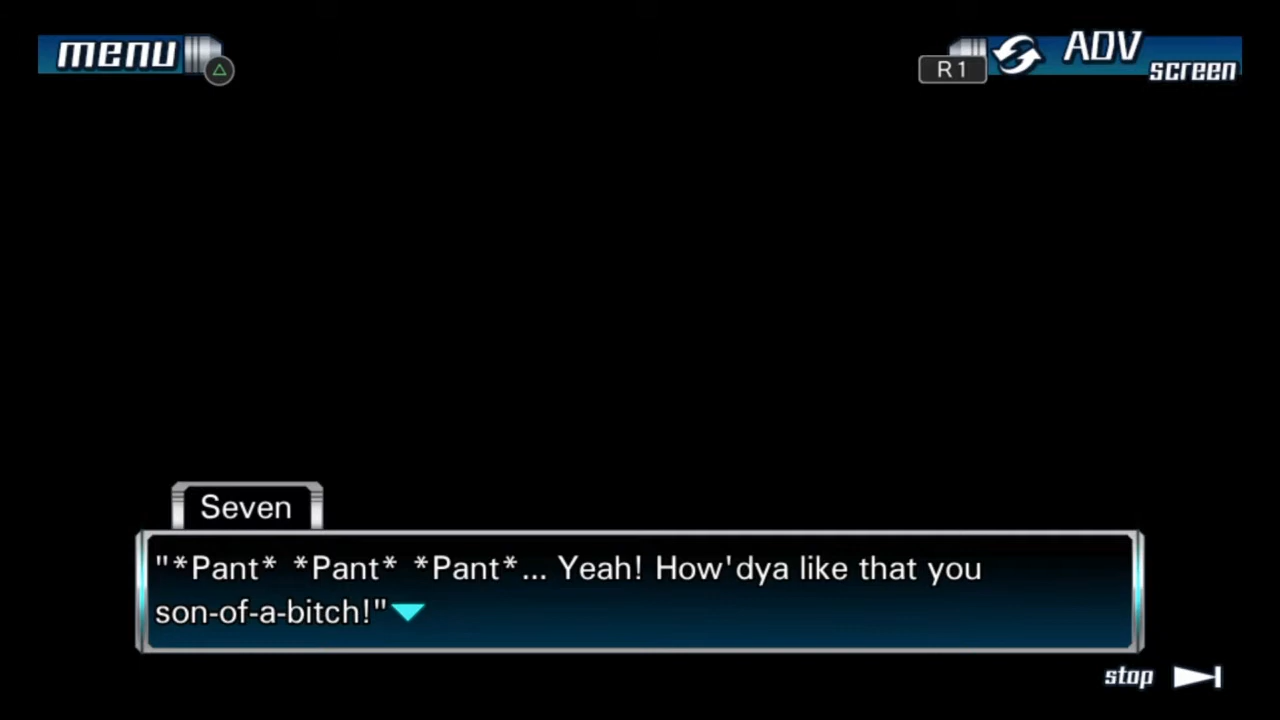 menu
R1
ADV
screen
Seven
"*Pant* *Pant* *Pant*... Yeah! How'dya like that you
son-of-a-bitch!"
stop